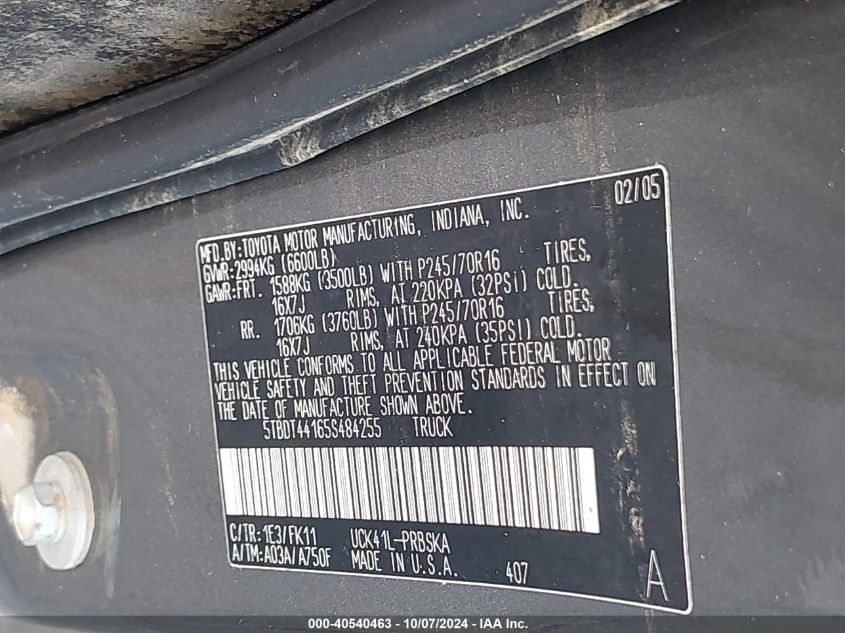 02/05
MFD.BY:TOYOTA MOTOR MANUFACTURING, INDIANA, INC.
GVWR:2994KG (6600LB)
GAWR:FRT. 1588KG (3500LB) WITH P245/70R16 TIRES,
16X7J RIMS, AT 220KPA (32PSI) COLD.
RR. 1706KG (3760LB) WITH P245/70R16 TIRES,
16X7J RIMS, AT 240KPA (35PSI) COLD.
THIS VEHICLE CONFORMS TO ALL APPLICABLE FEDERAL MOTOR
VEHICLE SAFETY AND THEFT PREVENTION STANDARDS IN EFFECT ON
THE DATE OF MANUFACTURE SHOWN ABOVE.
5TBDT44165S484255 TRUCK
C/TR:1E3/FK11 UCK41L-PRBSKA
A/TM:A03A/A750F MADE IN U.S.A. 407
A
000-40540463 - 10/07/2024 - IAA Inc.